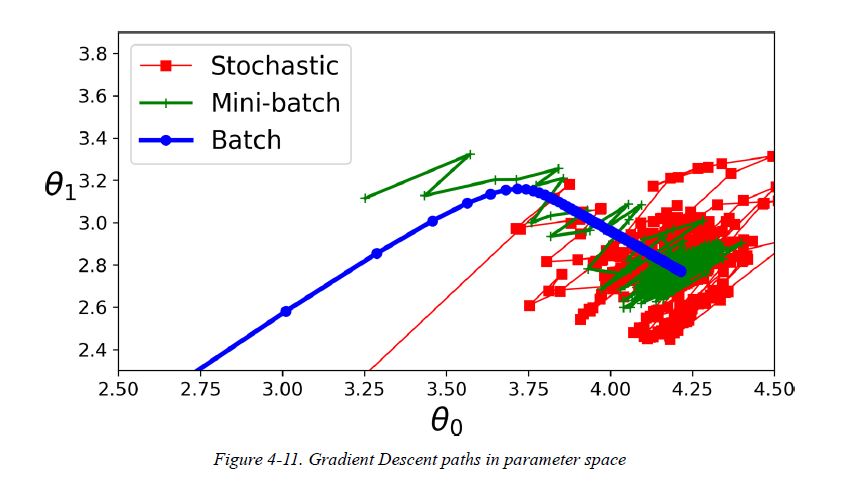 3.8
3.6
3.4
3.2
3.0
2.8
2.6
2.4
θ1
Stochastic
Mini-batch
Batch
2.50 2.75 3.00 3.25 3.50 3.75 4.00 4.25 4.50
θ0
Figure 4-11. Gradient Descent paths in parameter space